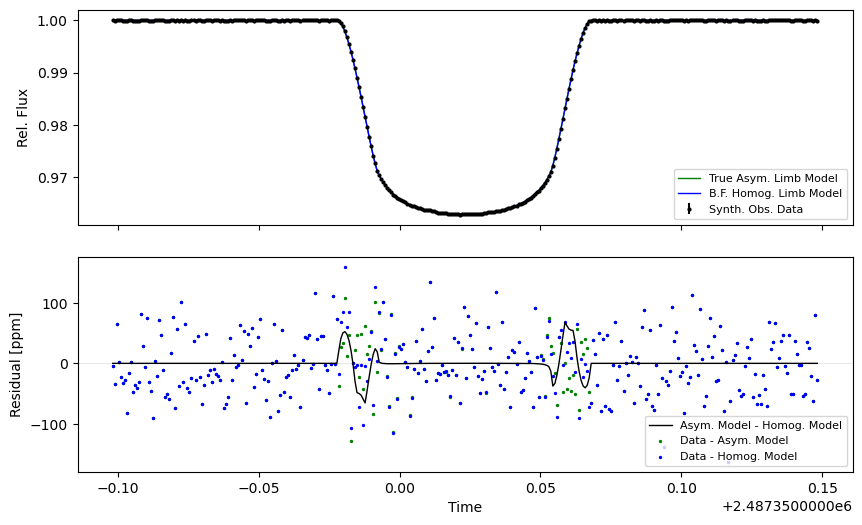 1.00
0.99
0.98
0.97
Rel. Flux
True Asym. Limb Model
B.F. Homog. Limb Model
Synth. Obs. Data
100
0
−100
Residual [ppm]
Asym. Model - Homog. Model
Data - Asym. Model
Data - Homog. Model
−0.10
−0.05
0.00
0.05
0.10
0.15
Time
+2.4873500000e6